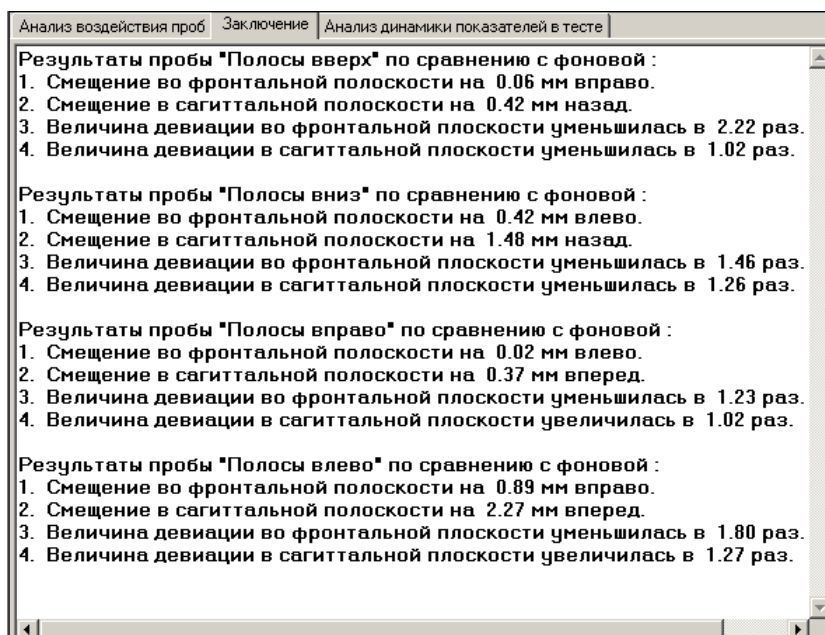 Анализ воздействия проб Заключение Анализ динамики показателей в тесте
Результаты пробы "Полосы вверх" по сравнению с фоновой :
1. Смещение во фронтальной полоскости на 0.06 мм вправо.
2. Смещение в сагиттальной полоскости на 0.42 мм назад.
3. Величина девиации во фронтальной плоскости уменьшилась в 2.22 раз.
4. Величина девиации в сагиттальной плоскости уменьшилась в 1.02 раз.
Результаты пробы "Полосы вниз" по сравнению с фоновой :
1. Смещение во фронтальной полоскости на 0.42 мм влево.
2. Смещение в сагиттальной полоскости на 1.48 мм назад.
3. Величина девиации во фронтальной плоскости уменьшилась в 1.46 раз.
4. Величина девиации в сагиттальной плоскости уменьшилась в 1.26 раз.
Результаты пробы "Полосы вправо" по сравнению с фоновой :
1. Смещение во фронтальной полоскости на 0.02 мм влево.
2. Смещение в сагиттальной полоскости на 0.37 мм вперед.
3. Величина девиации во фронтальной плоскости уменьшилась в 1.23 раз.
4. Величина девиации в сагиттальной плоскости увеличилась в 1.02 раз.
Результаты пробы "Полосы влево" по сравнению с фоновой :
1. Смещение во фронтальной полоскости на 0.89 мм вправо.
2. Смещение в сагиттальной полоскости на 2.27 мм вперед.
3. Величина девиации во фронтальной плоскости уменьшилась в 1.80 раз.
4. Величина девиации в сагиттальной плоскости увеличилась в 1.27 раз.